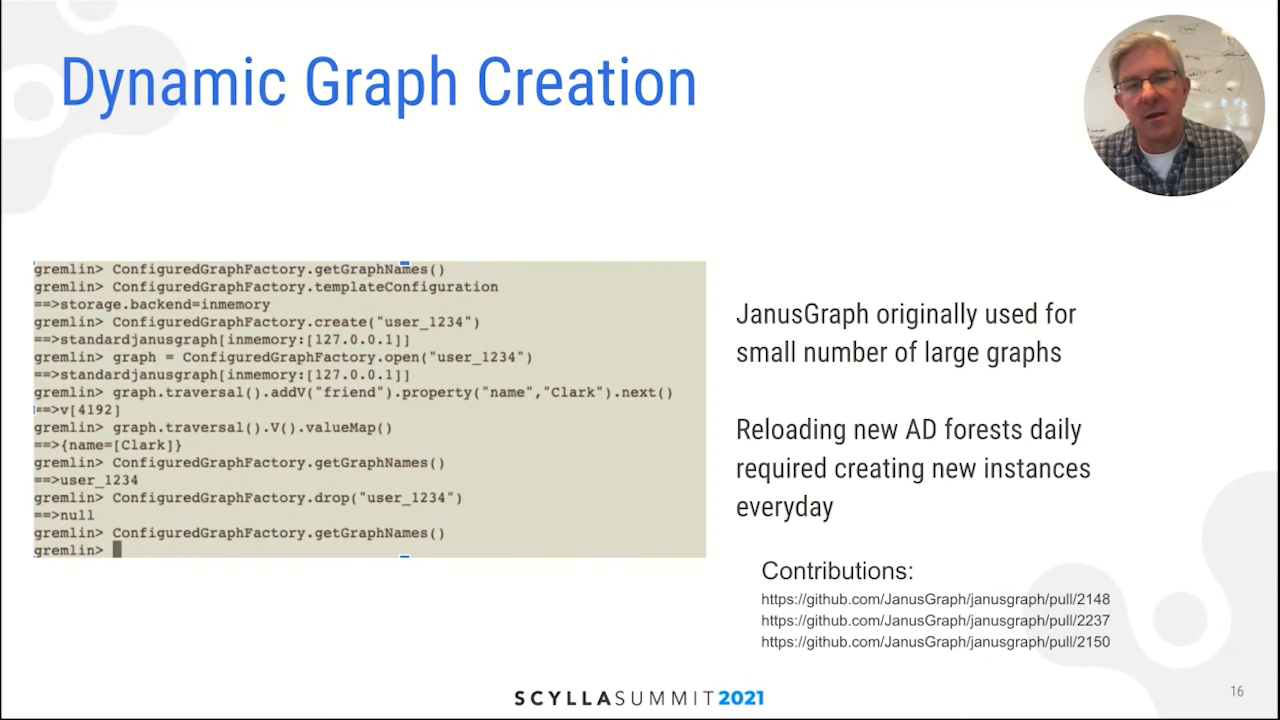 Dynamic Graph Creation
gremlin> ConfiguredGraphFactory.getGraphNames()
gremlin> ConfiguredGraphFactory.templateConfiguration
==>storage.backend=inmemory
gremlin> ConfiguredGraphFactory.create("user_1234")
==>standardjanusgraph[inmemory:[127.0.0.1]]
gremlin> graph = ConfiguredGraphFactory.open("user_1234")
==>standardjanusgraph[inmemory:[127.0.0.1]]
gremlin> graph.traversal().addV("friend").property("name","Clark").next()
==>v[4192]
gremlin> graph.traversal().V().valueMap()
==>{name=[Clark]}
gremlin> ConfiguredGraphFactory.getGraphNames()
==>user_1234
gremlin> ConfiguredGraphFactory.drop("user_1234")
==>null
gremlin> ConfiguredGraphFactory.getGraphNames()
gremlin>
JanusGraph originally used for
small number of large graphs
Reloading new AD forests daily
required creating new instances
everyday
Contributions:
https://github.com/JanusGraph/janusgraph/pull/2148
https://github.com/JanusGraph/janusgraph/pull/2237
https://github.com/JanusGraph/janusgraph/pull/2150
SCYLLASUMMIT2021
16